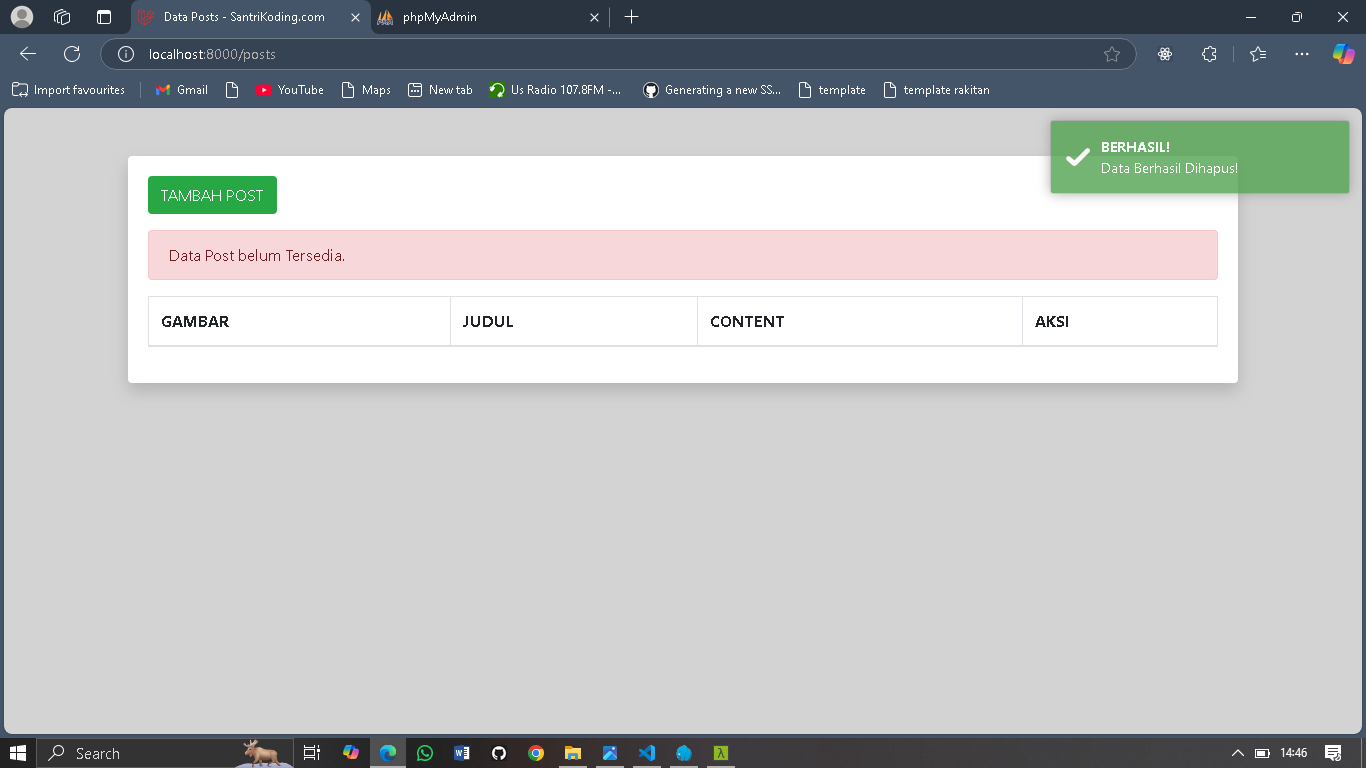 Data Posts - SantriKoding.com
phpMyAdmin
localhost:8000/posts
Import favourites
Gmail
YouTube
Maps
New tab
Us Radio 107.8FM -...
Generating a new SS...
template
template rakitan
BERHASIL!
Data Berhasil Dihapus!
TAMBAH POST
Data Post belum Tersedia.
GAMBAR JUDUL CONTENT AKSI
Search
14:46